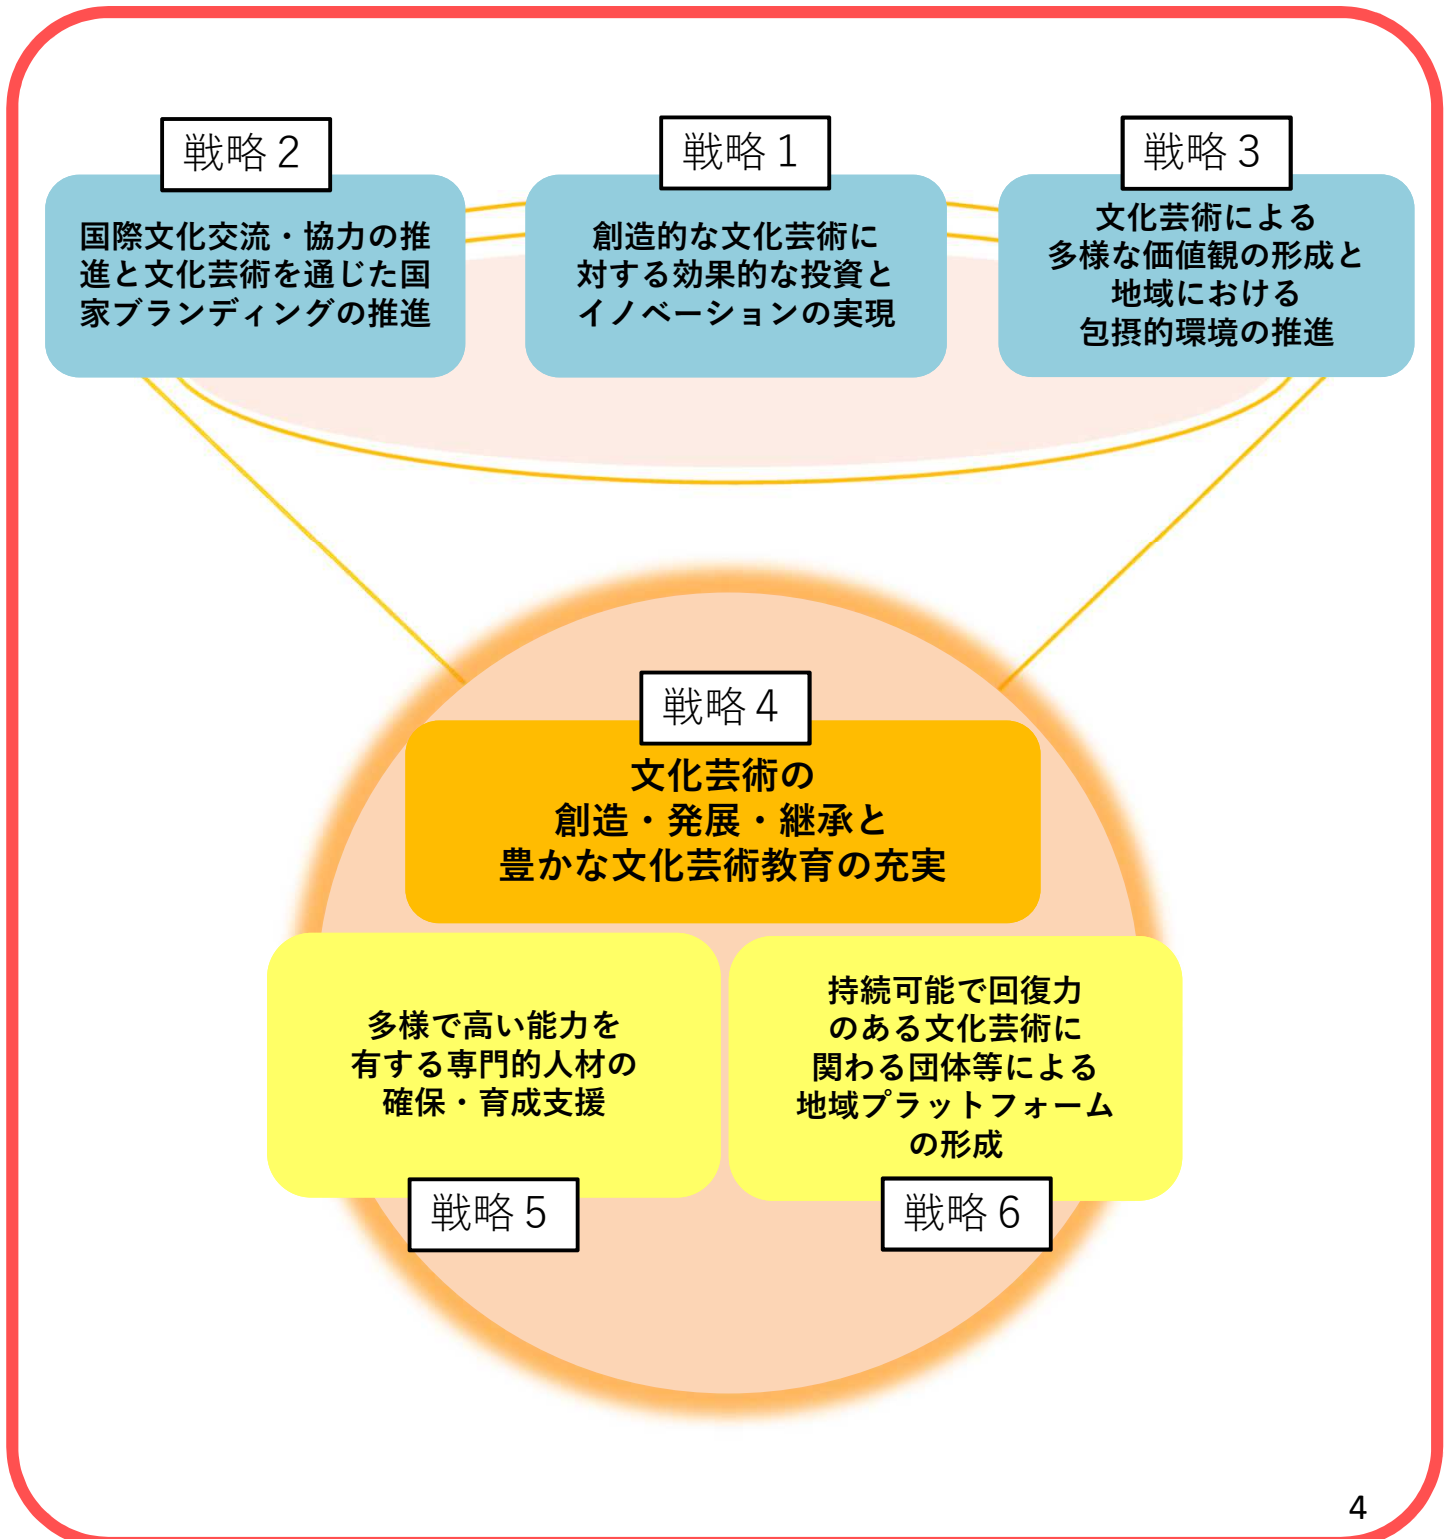 戦略２
国際文化交流・協力の推
進と文化芸術を通じた国
家ブランディングの推進
戦略１
創造的な文化芸術に
対する効果的な投資と
イノベーションの実現
戦略３
文化芸術による
多様な価値観の形成と
地域における
包摂的環境の推進
戦略４
文化芸術の
創造・発展・継承と
豊かな文化芸術教育の充実
多様で高い能力を
有する専門的人材の
確保・育成支援
戦略５
持続可能で回復力
のある文化芸術に
関わる団体等による
地域プラットフォーム
の形成
戦略６
4